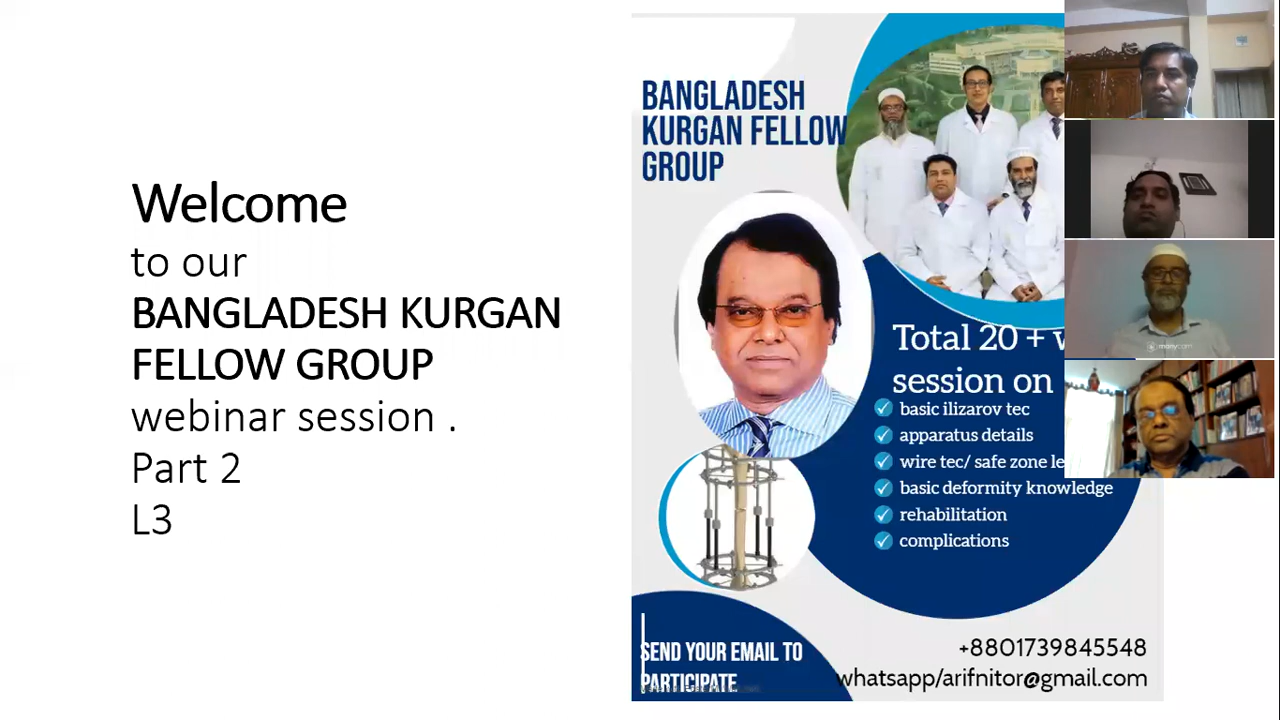 Welcome
to our
BANGLADESH KURGAN
FELLOW GROUP
webinar session .
Part 2
L3
BANGLADESH
KURGAN FELLOW
GROUP
Total 20 +
session on
basic ilizarov tec
apparatus details
wire tec/ safe zone
basic deformity knowledge
rehabilitation
complications
SEND YOUR EMAIL TO
PARTICIPATE
+8801739845548
whatsapp/arifnitor@gmail.com
manycam